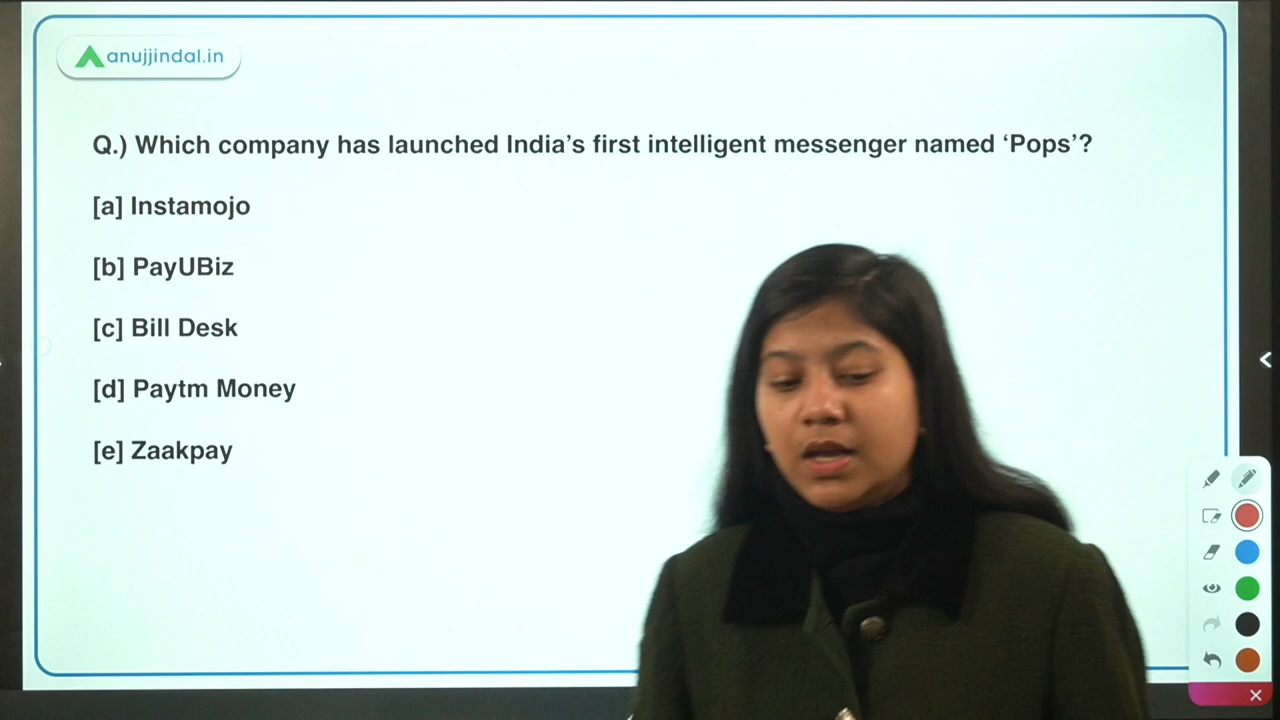 anujjindal.in
Q.) Which company has launched India’s first intelligent messenger named ‘Pops’?
[a] Instamojo
[b] PayUBiz
[c] Bill Desk
[d] Paytm Money
[e] Zaakpay